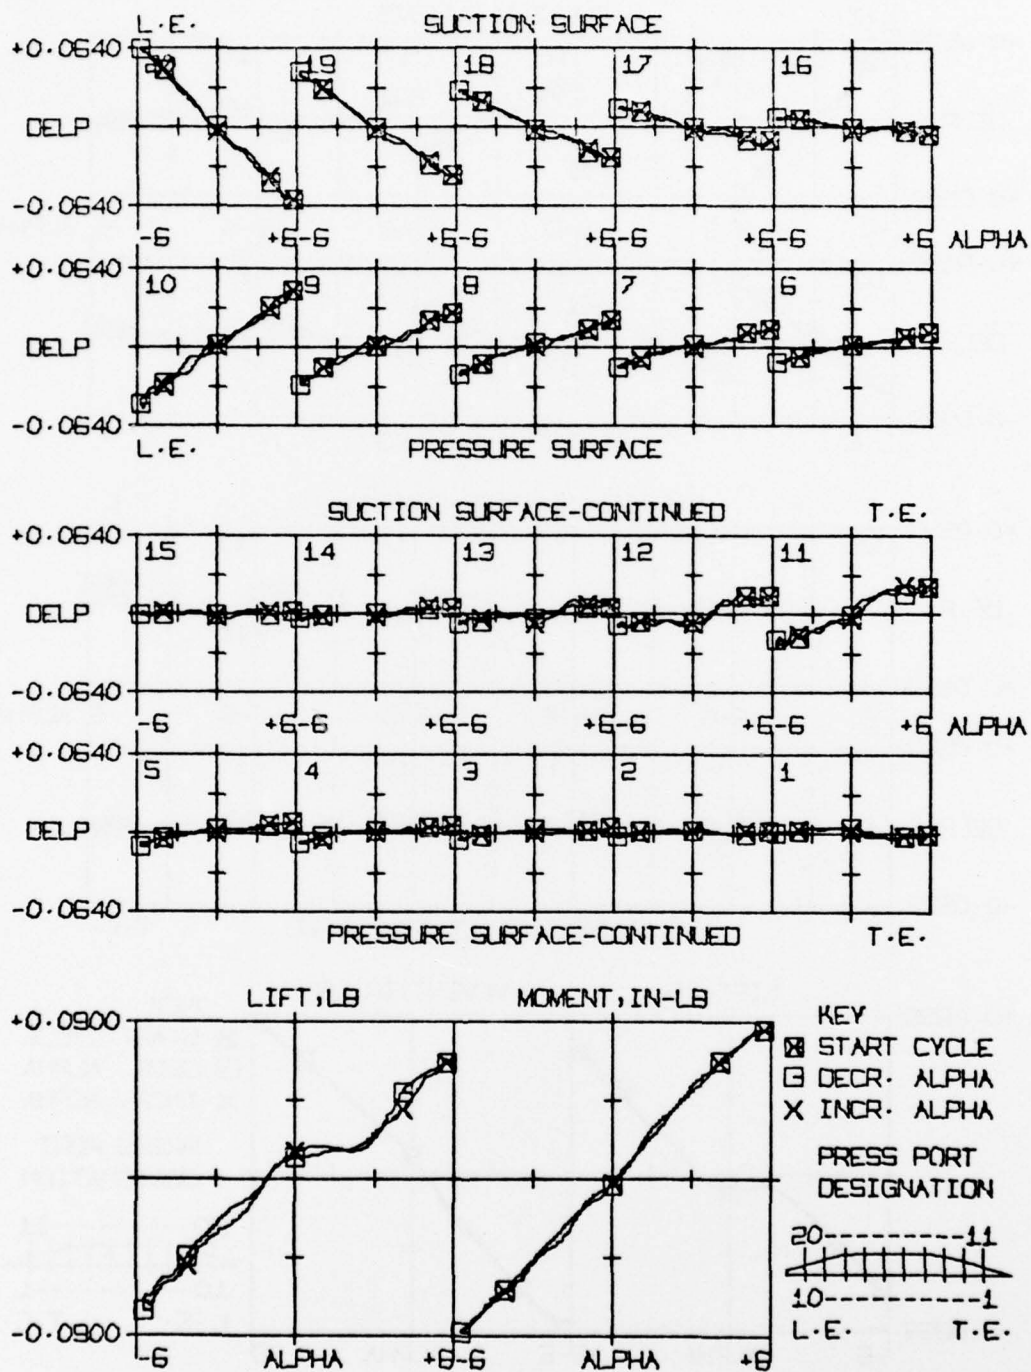 L.E. SUCTION SURFACE
+0.0640
20 19 18 17 16
DELP
-0.0640
-6 +6-6 +6-6 +6-6 +6-6 +6 ALPHA
+0.0640
10 9 8 7 6
DELP
-0.0640
L.E. PRESSURE SURFACE
SUCTION SURFACE-CONTINUED T.E.
+0.0640
15 14 13 12 11
DELP
-0.0640
-6 +6-6 +6-6 +6-6 +6-6 +6 ALPHA
+0.0640
5 4 3 2 1
DELP
-0.0640
PRESSURE SURFACE-CONTINUED T.E.
LIFT,LB MOMENT,IN-LB
+0.0900
-0.0900
-6 ALPHA +6-6 ALPHA +6
KEY
START CYCLE
DECR. ALPHA
INCR. ALPHA
PRESS PORT
DESIGNATION
20--------------11
10--------------1
L.E. T.E.